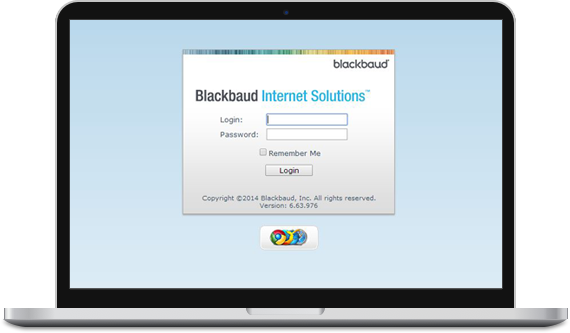 blackbaud®
Blackbaud Internet Solutions™
Login:
Password:
Remember Me
Login
Copyright ©2014 Blackbaud, Inc. All rights reserved.
Version: 6.63.976